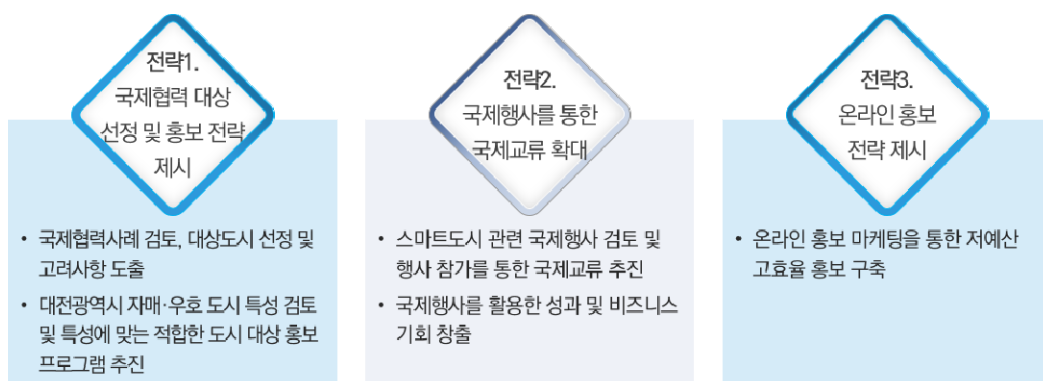 전략1.
국제협력 대상
선정 및 홍보 전략
제시
• 국제협력사례 검토, 대상도시 선정 및
고려사항 도출
• 대전광역시 자매·우호 도시 특성 검토
및 특성에 맞는 적합한 도시 대상 홍보
프로그램 추진
전략2.
국제행사를 통한
국제교류 확대
• 스마트도시 관련 국제행사 검토 및
행사 참가를 통한 국제교류 추진
• 국제행사를 활용한 성과 및 비즈니스
기회 창출
전략3.
온라인 홍보
전략 제시
• 온라인 홍보 마케팅을 통한 저예산
고효율 홍보 구축